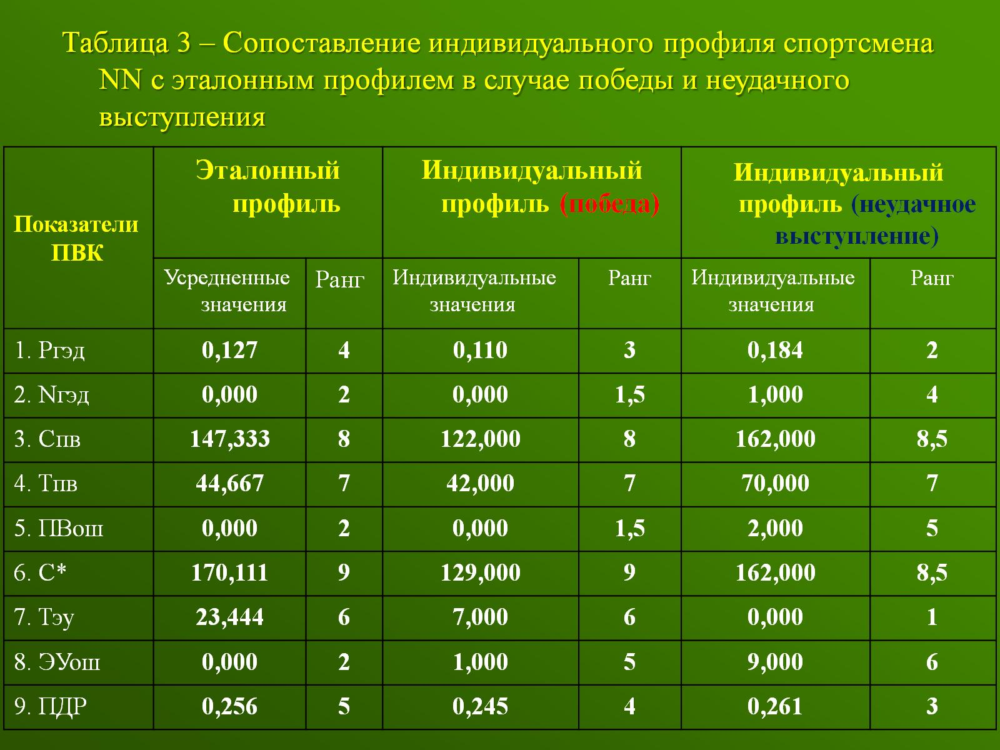 Таблица 3 – Сопоставление индивидуального профиля спортсмена
NN с эталонным профилем в случае победы и неудачного
выступления
Показатели
ПВК
Эталонный
профиль
Индивидуальный
профиль (победа)
Индивидуальный
профиль (неудачное
выступление)
Усредненные
значения
Ранг
Индивидуальные
значения
Ранг
Индивидуальные
значения
Ранг
1. Ргэд 0,127 4 0,110 3 0,184 2
2. Nгэд 0,000 2 0,000 1,5 1,000 4
3. Спв 147,333 8 122,000 8 162,000 8,5
4. Тпв 44,667 7 42,000 7 70,000 7
5. ПВош 0,000 2 0,000 1,5 2,000 5
6. С* 170,111 9 129,000 9 162,000 8,5
7. Тэу 23,444 6 7,000 6 0,000 1
8. ЭУош 0,000 2 1,000 5 9,000 6
9. ПДР 0,256 5 0,245 4 0,261 3